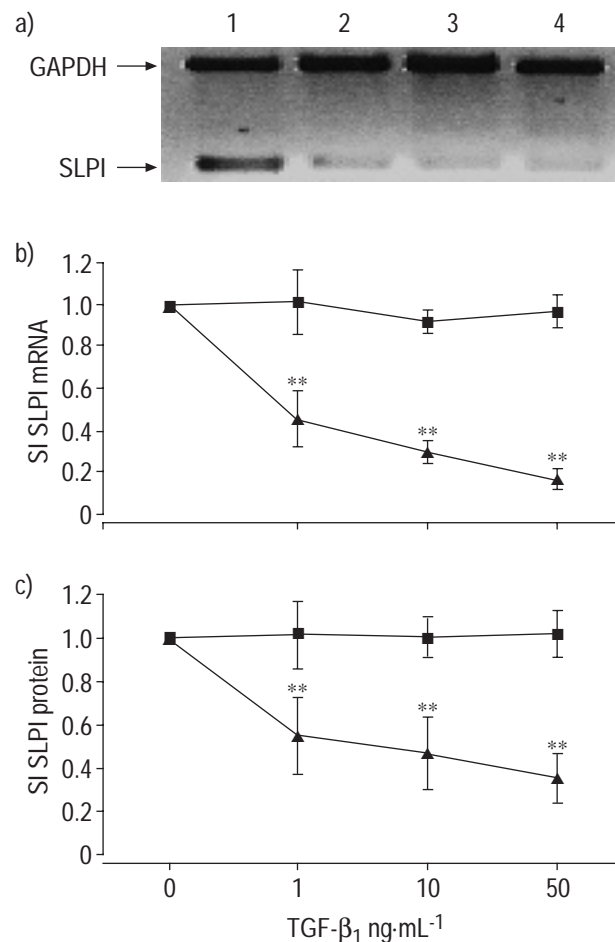 a)
1 2 3 4
GAPDH
SLPI
b)
1.2
1.0
0.8
0.6
0.4
0.2
0
SI SLPI mRNA
**
**
**
c)
1.2
1.0
0.8
0.6
0.4
0.2
0
SI SLPI protein
**
**
**
0 1 10 50
TGF-β₁ ng·mL⁻¹